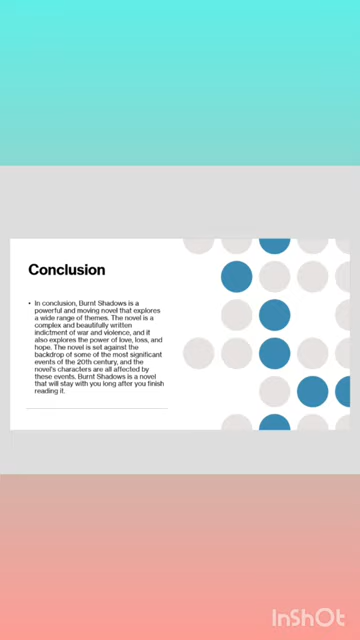 Conclusion
• In conclusion, Burnt Shadows is a
powerful and moving novel that explores
a wide range of themes. The novel is a
complex and beautifully written
indictment of war and violence, and it
also explores the power of love, loss, and
hope. The novel is set against the
backdrop of some of the most significant
events of the 20th century, and the
novel's characters are all affected by
these events. Burnt Shadows is a novel
that will stay with you long after you finish
reading it.
InShOt